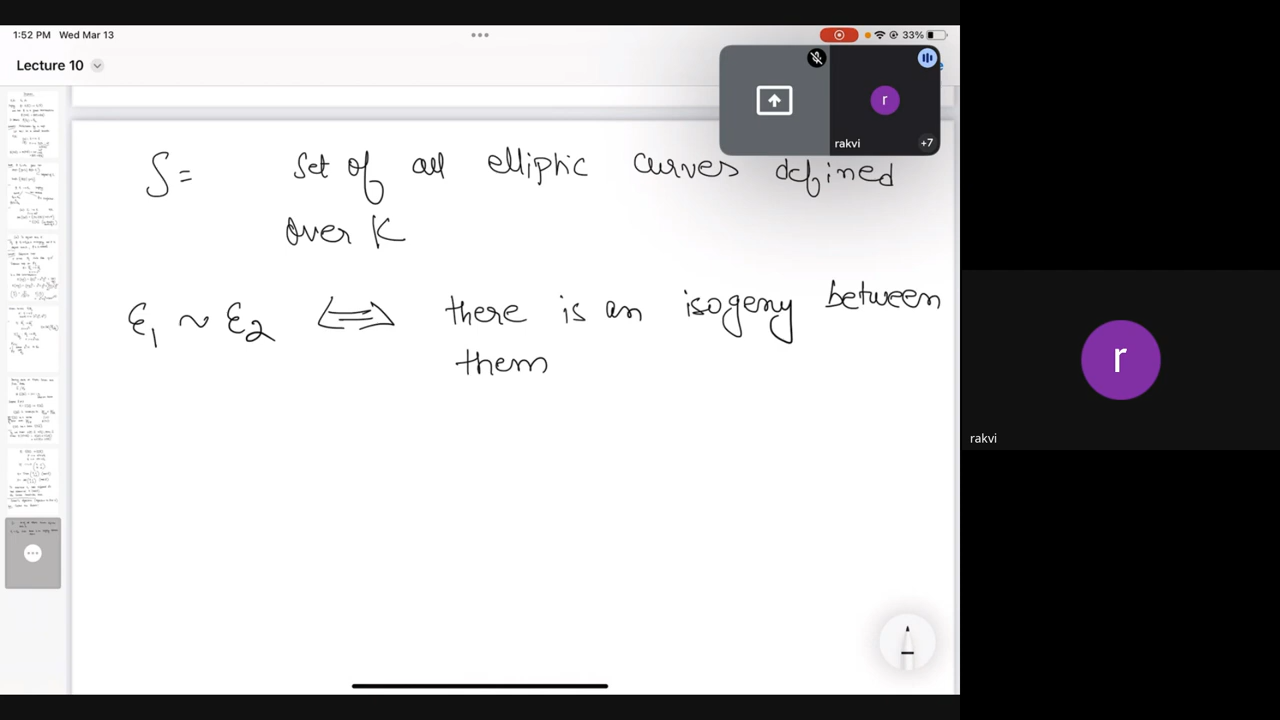 1:52 PM Wed Mar 13
33%
Lecture 10
r
rakvi
+7
S = Set of all elliptic curves defined
over K
E₁ ~ E₂ ⟺ there is an isogeny between
them
r
rakvi